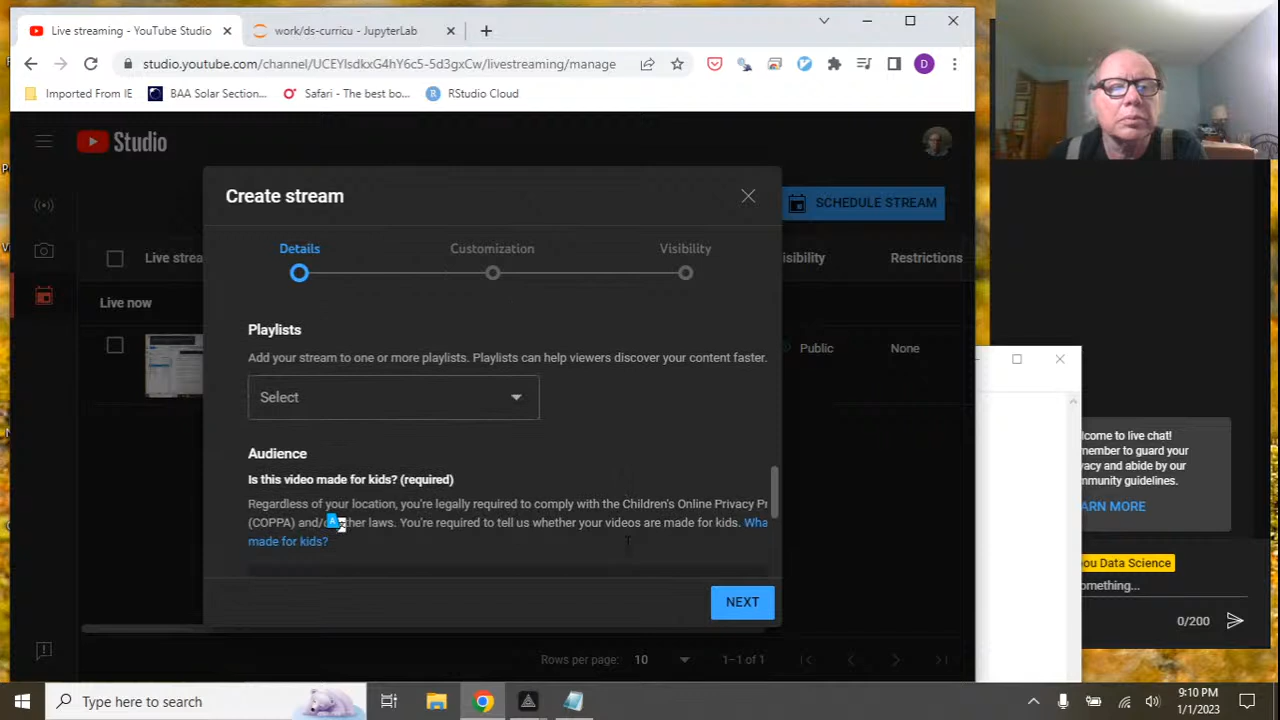 Live streaming - YouTube Studio
work/ds-curricu - JupyterLab
studio.youtube.com/channel/UCEYlsdkxG4hY6c5-5d3gxCw/livestreaming/manage
D
Imported From IE
BAA Solar Section...
Safari - The best bo...
R
RStudio Cloud
Studio
Create stream
SCHEDULE STREAM
Details
Customization
Visibility
Live strea
sibility
Restrictions
Live now
Public
None
Playlists
Add your stream to one or more playlists. Playlists can help viewers discover your content faster.
Select
Audience
Is this video made for kids? (required)
Regardless of your location, you're legally required to comply with the Children's Online Privacy Pr
(COPPA) and/ other laws. You're required to tell us whether your videos are made for kids. Wha
made for kids?
NEXT
Rows per page: 10
1–1 of 1
lcome to live chat!
member to guard your
vacy and abide by our
mmunity guidelines.
ARN MORE
ou Data Science
omething...
0/200
Type here to search
9:10 PM
1/1/2023